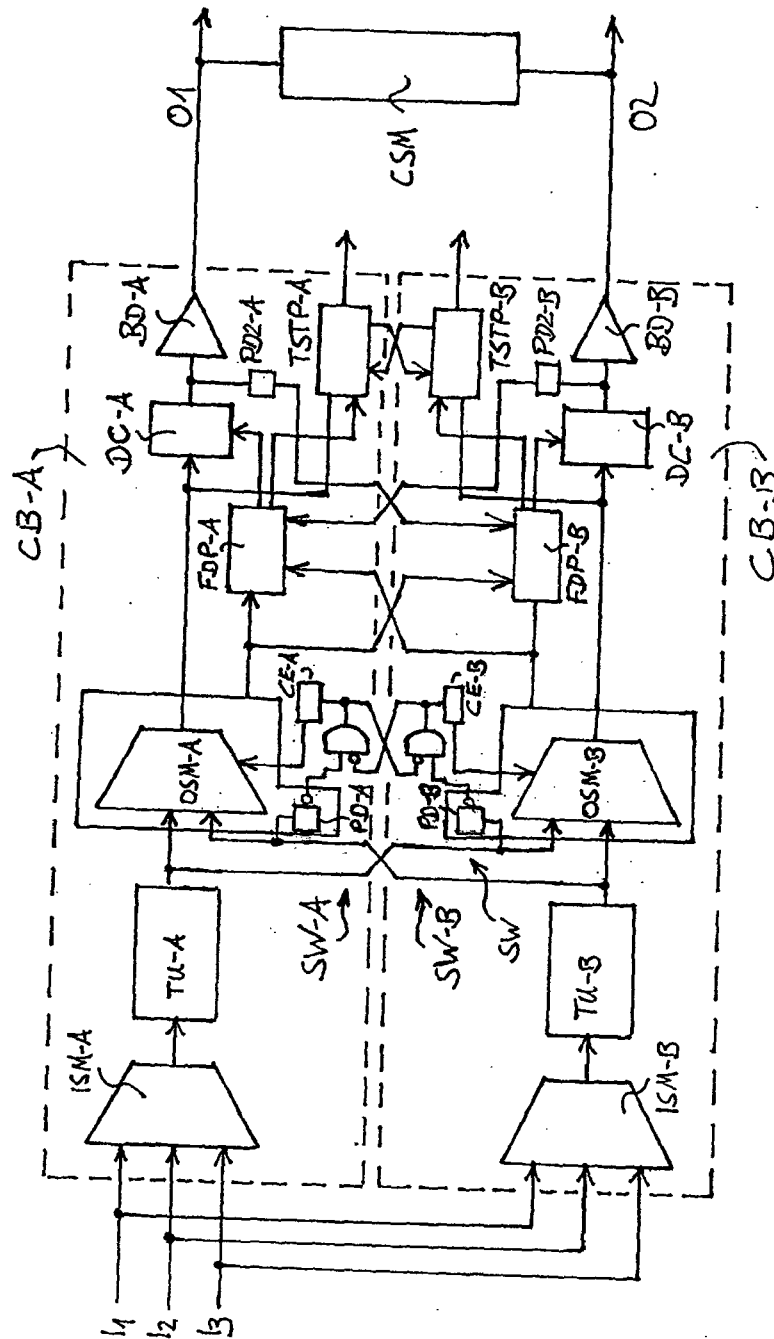 CB-A
O1
BD-A
DC-A
PD2-A
TSTP-A
FDP-A
CSM
OSM-A
CE-A
PD-A
TU-A
SW-A
ISM-A
I1
I2
I3
SW-B
SW
PD-B
CE-B
OSM-B
TU-B
ISM-B
FDP-B
TSTP-B
PD2-B
BD-B
DC-B
O2
CB-B